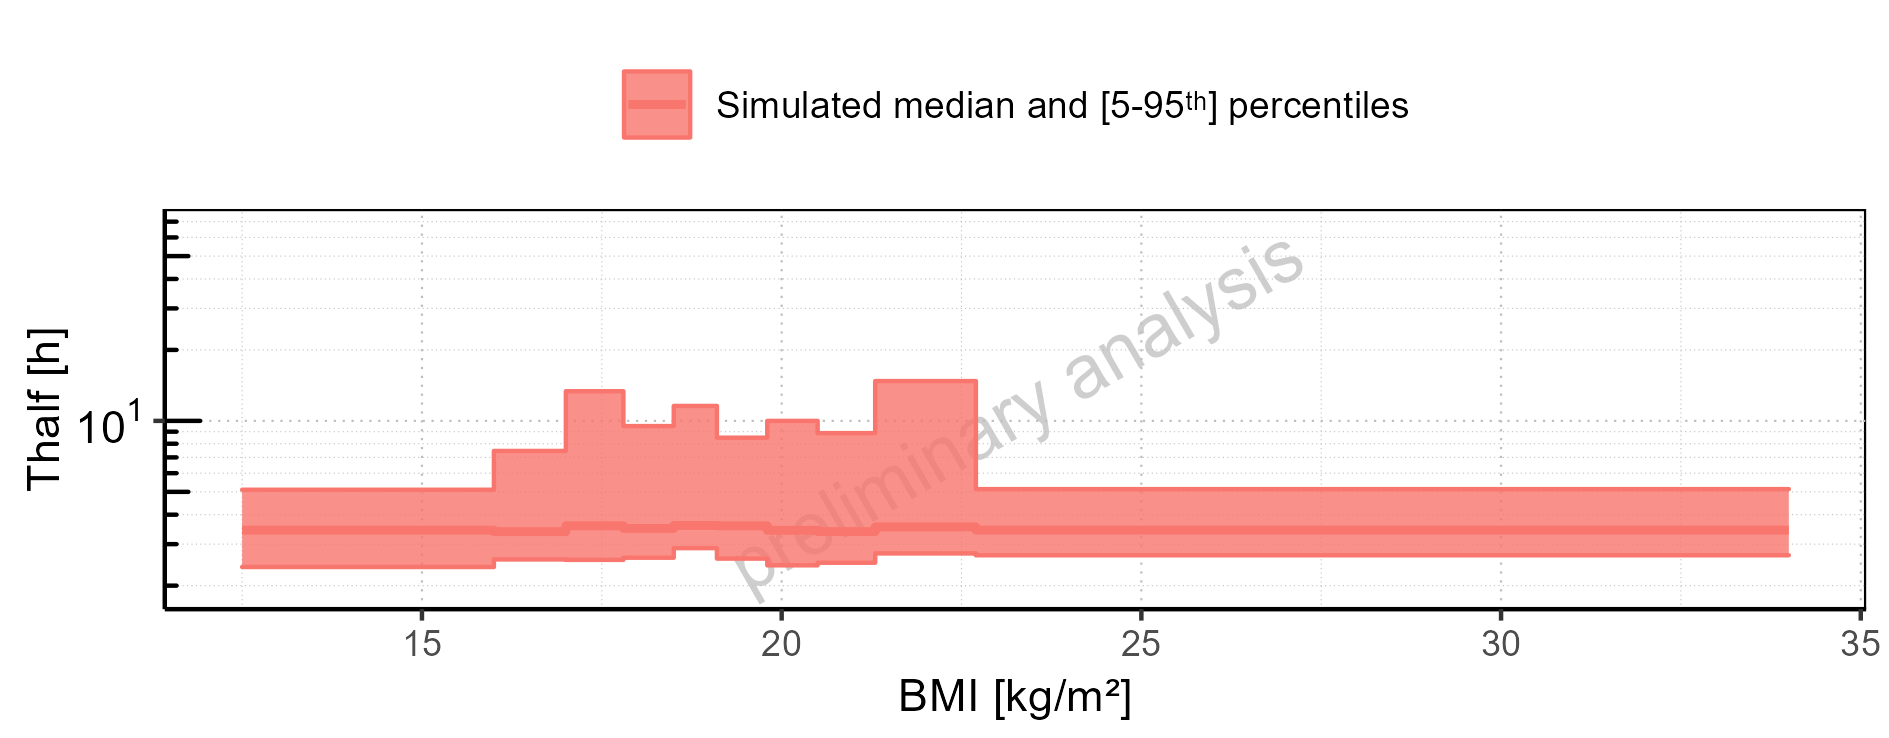 Simulated median and [5-95ᵗʰ] percentiles
Thalf [h]
10¹
preliminary analysis
15 20 25 30 35
BMI [kg/m²]